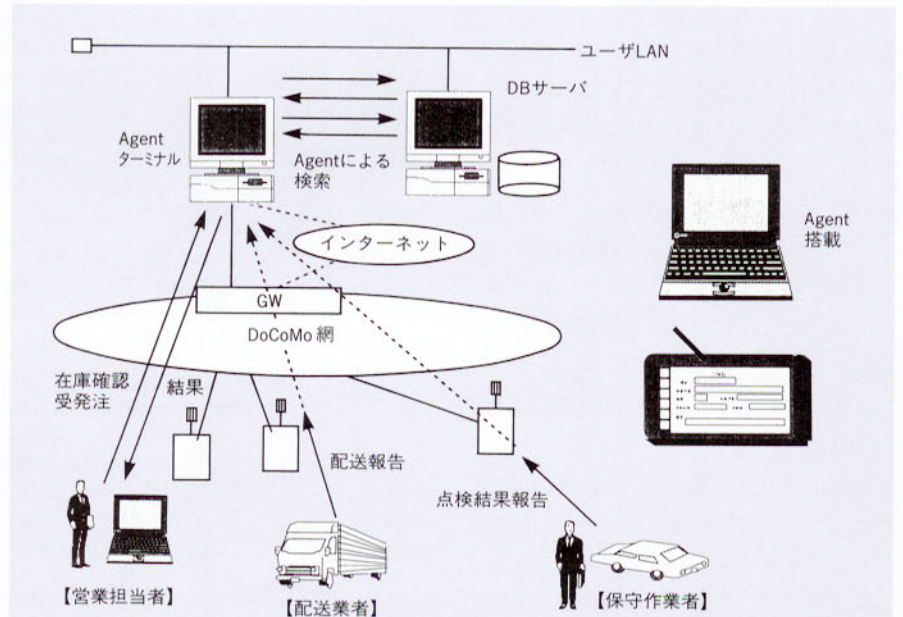 ユーザLAN
DBサーバ
Agent
ターミナル
Agentによる
検索
Agent
搭載
インターネット
GW
DoCoMo 網
在庫確認
受発注
結果
配送報告
点検結果報告
【営業担当者】
【配送業者】
【保守作業者】